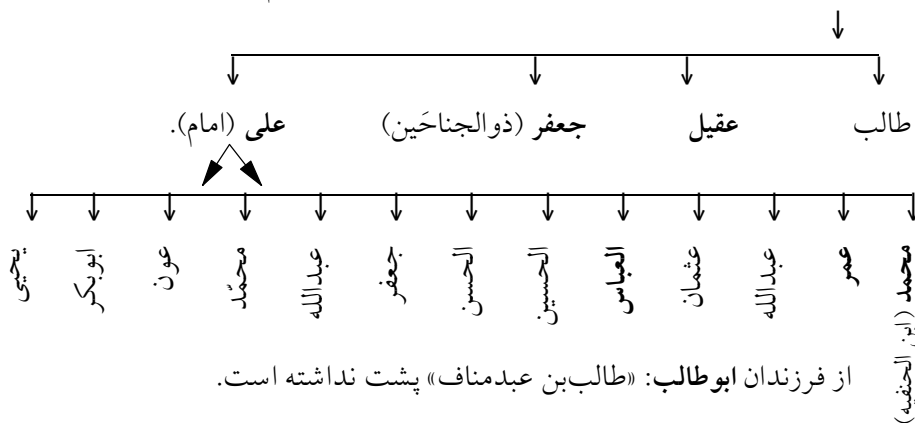 طالب عقیل جعفر (ذوالجناحَین) علی (امام).
محمد (ابن الحنفیه)
عمر
عبدالله
عثمان
العباس
الحسین
الحسن
جعفر
عبدالله
محمّد
عون
ابوبکر
یحیی
از فرزندان ابوطالب: «طالب‌بن عبدمناف» پشت نداشته است.